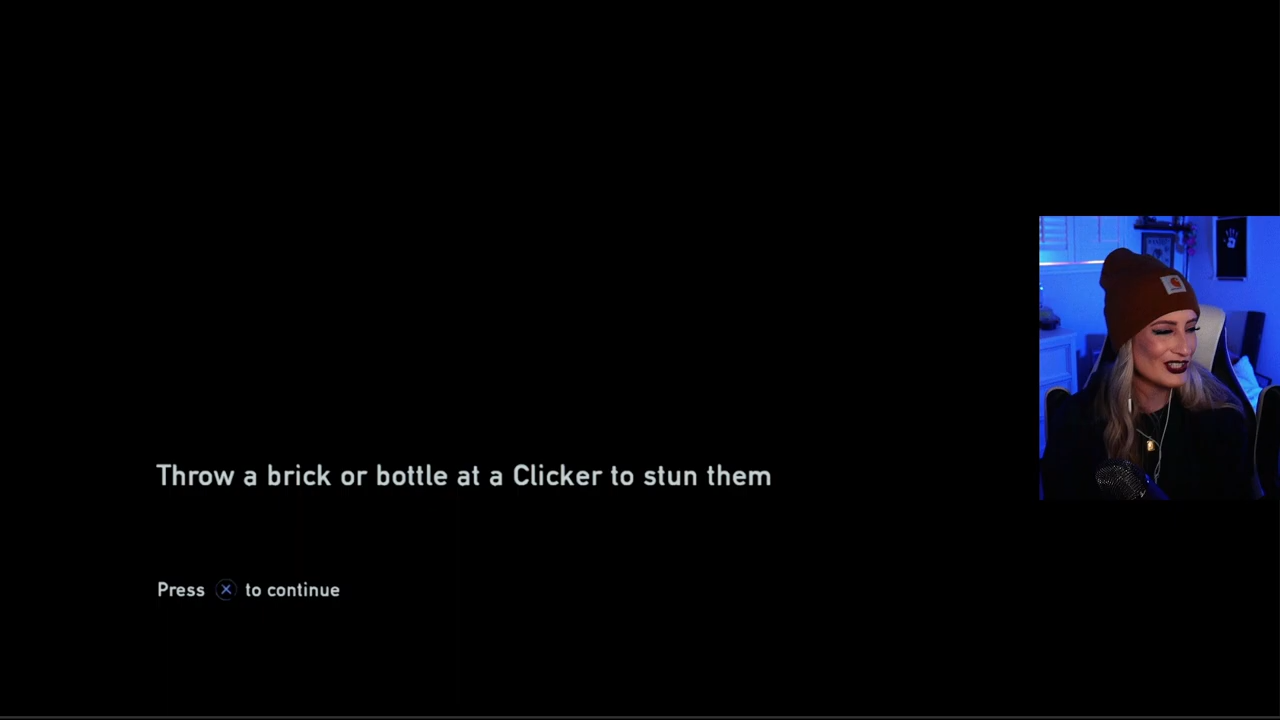 Throw a brick or bottle at a Clicker to stun them
Press ⓧ to continue